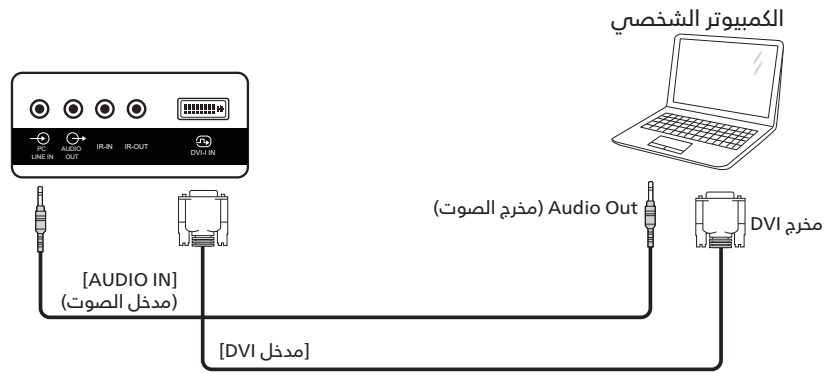 الكمبيوتر الشخصي
PC
LINE IN
AUDIO
OUT
IR-IN
IR-OUT
DVI-I IN
Audio Out (مخرج الصوت)
مخرج DVI
[AUDIO IN]
(مدخل الصوت)
[مدخل DVI]